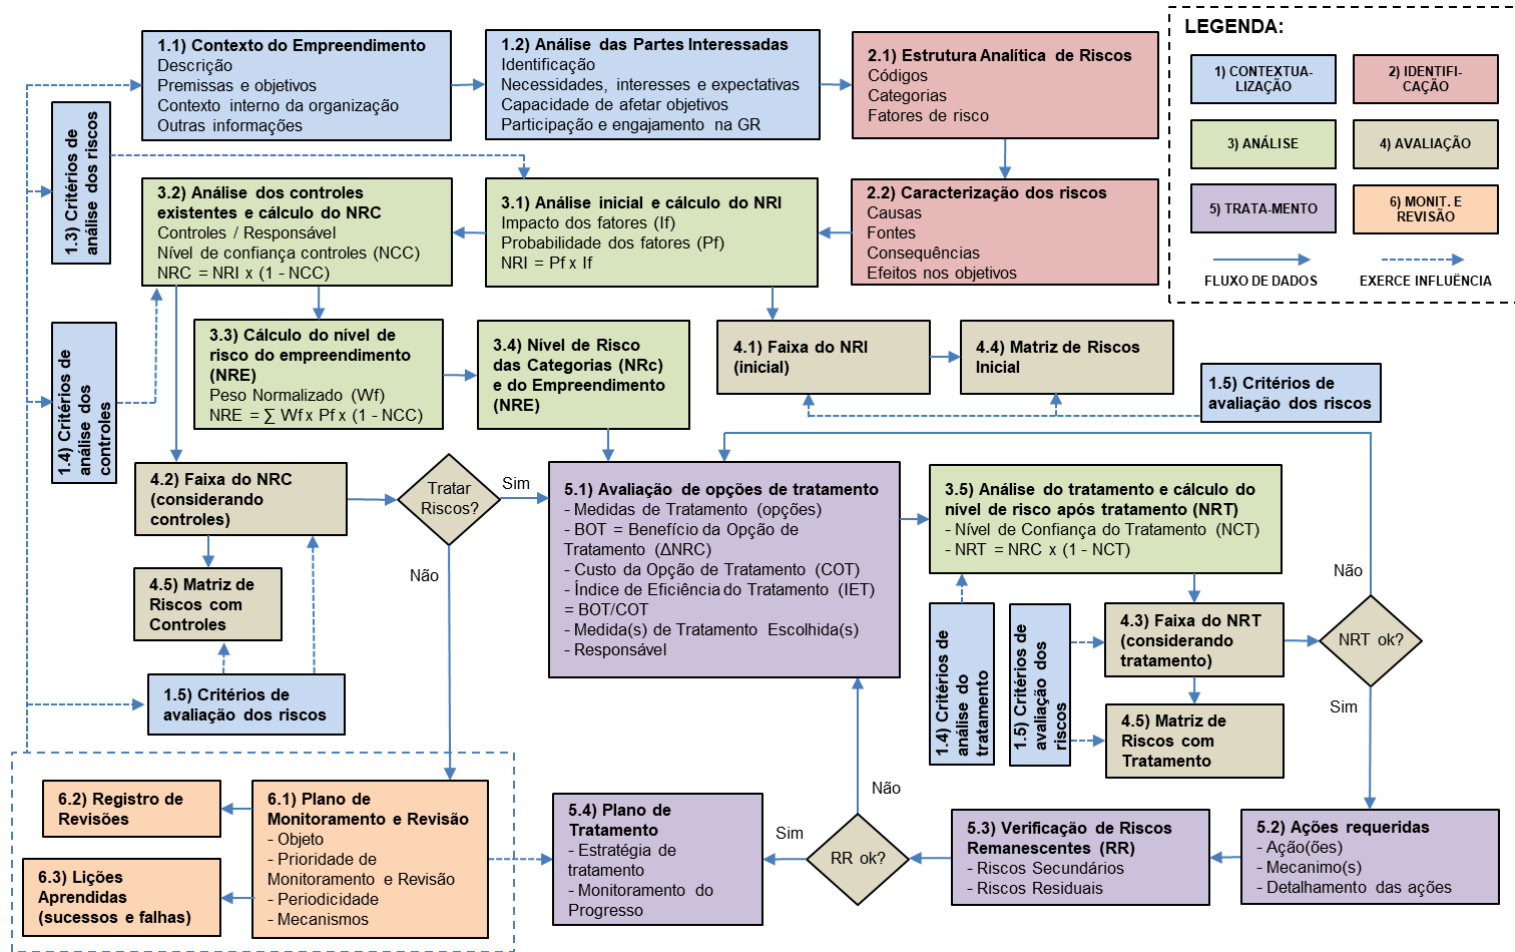 1.1) Contexto do Empreendimento
Descrição
Premissas e objetivos
Contexto interno da organização
Outras informações
1.2) Análise das Partes Interessadas
Identificação
Necessidades, interesses e expectativas
Capacidade de afetar objetivos
Participação e engajamento na GR
2.1) Estrutura Analítica de Riscos
Códigos
Categorias
Fatores de risco
LEGENDA:
1) CONTEXTUA-
LIZAÇÃO
2) IDENTIFI-
CAÇÃO
3) ANÁLISE
4) AVALIAÇÃO
5) TRATA-MENTO
6) MONIT. E
REVISÃO
FLUXO DE DADOS
EXERCE INFLUÊNCIA
1.3) Critérios de
análise dos riscos
3.2) Análise dos controles
existentes e cálculo do NRC
Controles / Responsável
Nível de confiança controles (NCC)
NRC = NRI x (1 - NCC)
3.1) Análise inicial e cálculo do NRI
Impacto dos fatores (If)
Probabilidade dos fatores (Pf)
NRI = Pf x If
2.2) Caracterização dos riscos
Causas
Fontes
Consequências
Efeitos nos objetivos
1.4) Critérios de
análise dos
controles
3.3) Cálculo do nível de
risco do empreendimento
(NRE)
Peso Normalizado (Wf)
NRE = ∑ Wf x Pf x (1 - NCC)
3.4) Nível de Risco
das Categorias (NRc)
e do Empreendimento
(NRE)
4.1) Faixa do NRI
(inicial)
4.4) Matriz de Riscos
Inicial
1.5) Critérios de
avaliação dos riscos
4.2) Faixa do NRC
(considerando
controles)
Tratar
Riscos?
Sim
Não
5.1) Avaliação de opções de tratamento
- Medidas de Tratamento (opções)
- BOT = Benefício da Opção de
Tratamento (ΔNRC)
- Custo da Opção de Tratamento (COT)
- Índice de Eficiência do Tratamento (IET)
= BOT/COT
- Medida(s) de Tratamento Escolhida(s)
- Responsável
3.5) Análise do tratamento e cálculo do
nível de risco após tratamento (NRT)
- Nível de Confiança do Tratamento (NCT)
- NRT = NRC x (1 - NCT)
Não
4.5) Matriz de
Riscos com
Controles
1.4) Critérios de
análise do
tratamento
1.5) Critérios de
avaliação dos
riscos
4.3) Faixa do NRT
(considerando
tratamento)
NRT ok?
Sim
1.5) Critérios de
avaliação dos riscos
4.5) Matriz de
Riscos com
Tratamento
6.2) Registro de
Revisões
6.3) Lições
Aprendidas
(sucessos e falhas)
6.1) Plano de
Monitoramento e Revisão
- Objeto
- Prioridade de
Monitoramento e Revisão
- Periodicidade
- Mecanismos
5.4) Plano de
Tratamento
- Estratégia de
tratamento
- Monitoramento do
Progresso
Sim
RR ok?
Não
5.3) Verificação de Riscos
Remanescentes (RR)
- Riscos Secundários
- Riscos Residuais
5.2) Ações requeridas
- Ação(ões)
- Mecanimo(s)
- Detalhamento das ações